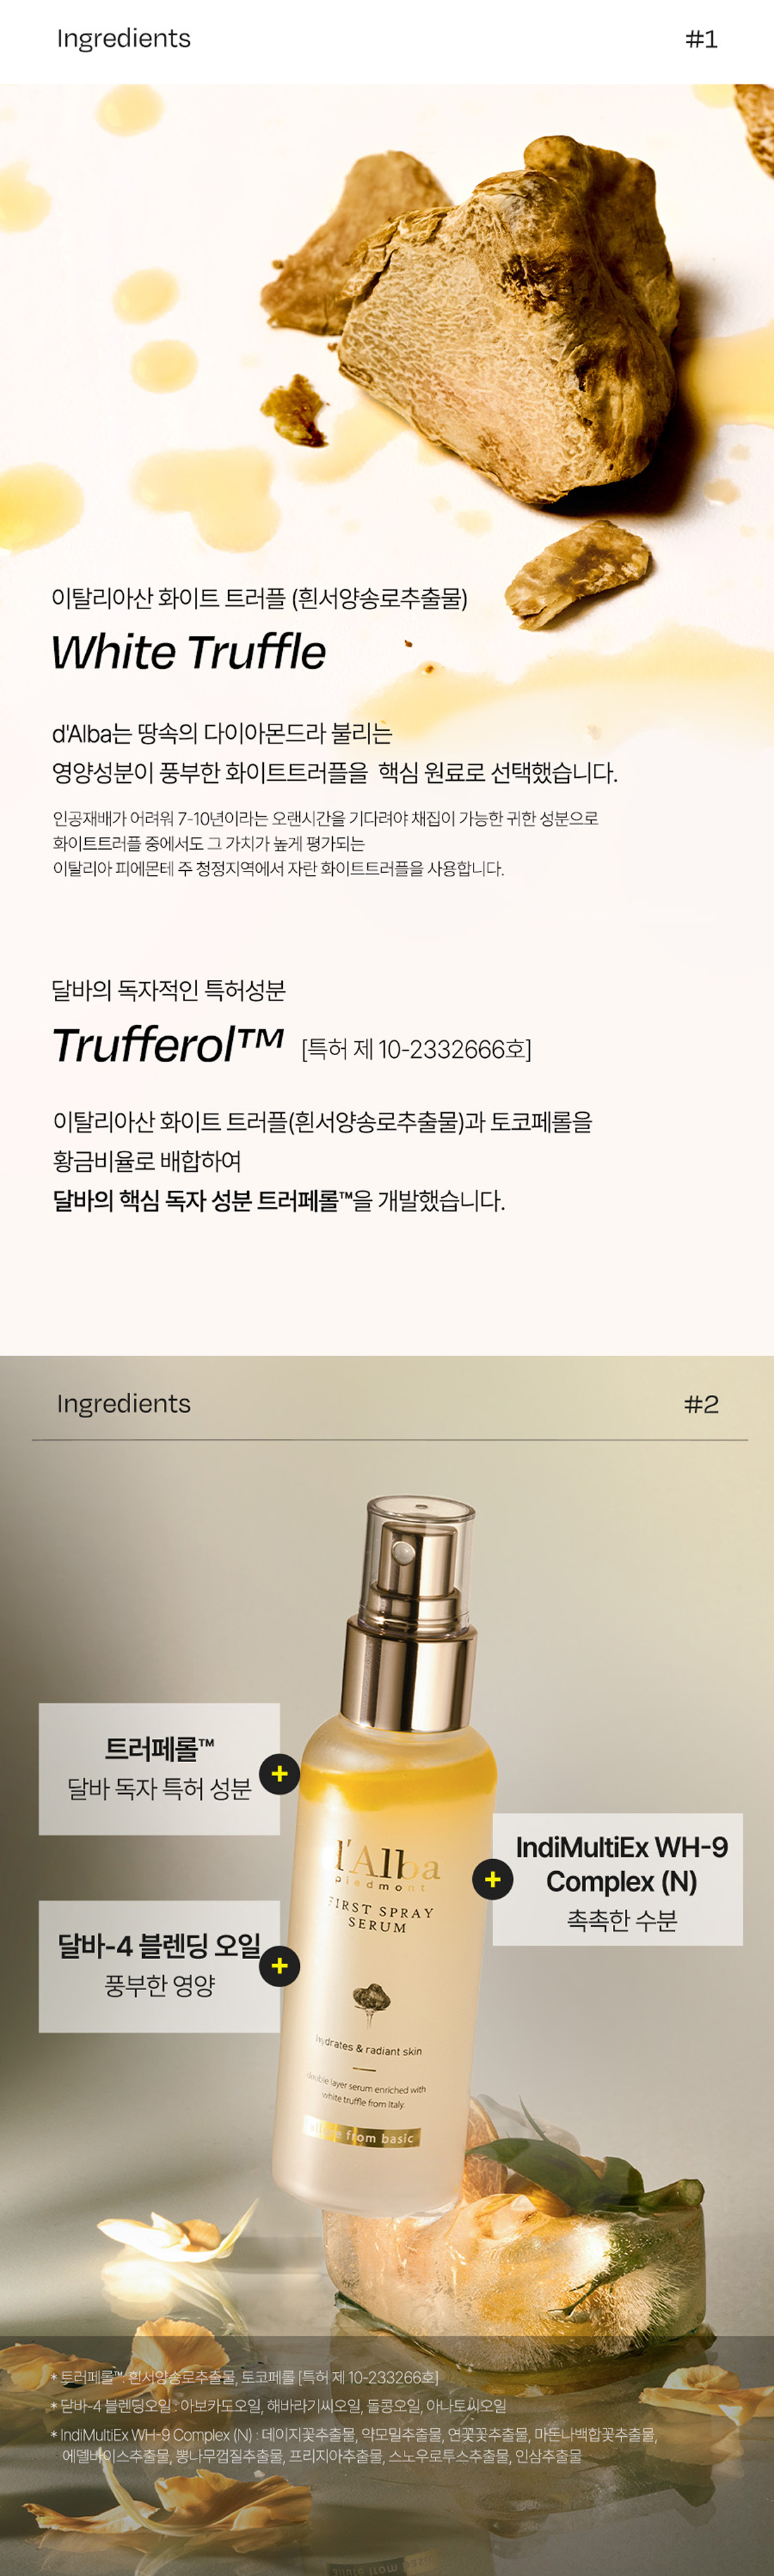 Ingredients #1
이탈리아산 화이트 트러플 (흰서양송로추출물)
White Truffle
d'Alba는 땅속의 다이아몬드라 불리는
영양성분이 풍부한 화이트트러플을 핵심 원료로 선택했습니다.
인공재배가 어려워 7-10년이라는 오랜시간을 기다려야 채집이 가능한 귀한 성분으로
화이트트러플 중에서도 그 가치가 높게 평가되는
이탈리아 피에몬테 주 청정지역에서 자란 화이트트러플을 사용합니다.
달바의 독자적인 특허성분
Trufferol™ [특허 제 10-2332666호]
이탈리아산 화이트 트러플(흰서양송로추출물)과 토코페롤을
황금비율로 배합하여
달바의 핵심 독자 성분 트러페롤™을 개발했습니다.
Ingredients #2
트러페롤™
달바 독자 특허 성분
+
IndiMultiEx WH-9
Complex (N)
촉촉한 수분
+
달바-4 블렌딩 오일
풍부한 영양
+
d'Alba
piedmont
FIRST SPRAY
SERUM
hydrates & radiant skin
double layer serum enriched with
white truffle from Italy.
from basic
* 트러페롤™: 흰서양송로추출물, 토코페롤 [특허 제 10-233266호]
* 달바-4 블렌딩오일 : 아보카도오일, 해바라기씨오일, 돌콩오일, 아나토씨오일
* IndiMultiEx WH-9 Complex (N) : 데이지꽃추출물, 약모밀추출물, 연꽃꽃추출물, 마돈나백합꽃추출물,
에델바이스추출물, 뽕나무껍질추출물, 프리지아추출물, 스노우로투스추출물, 인삼추출물